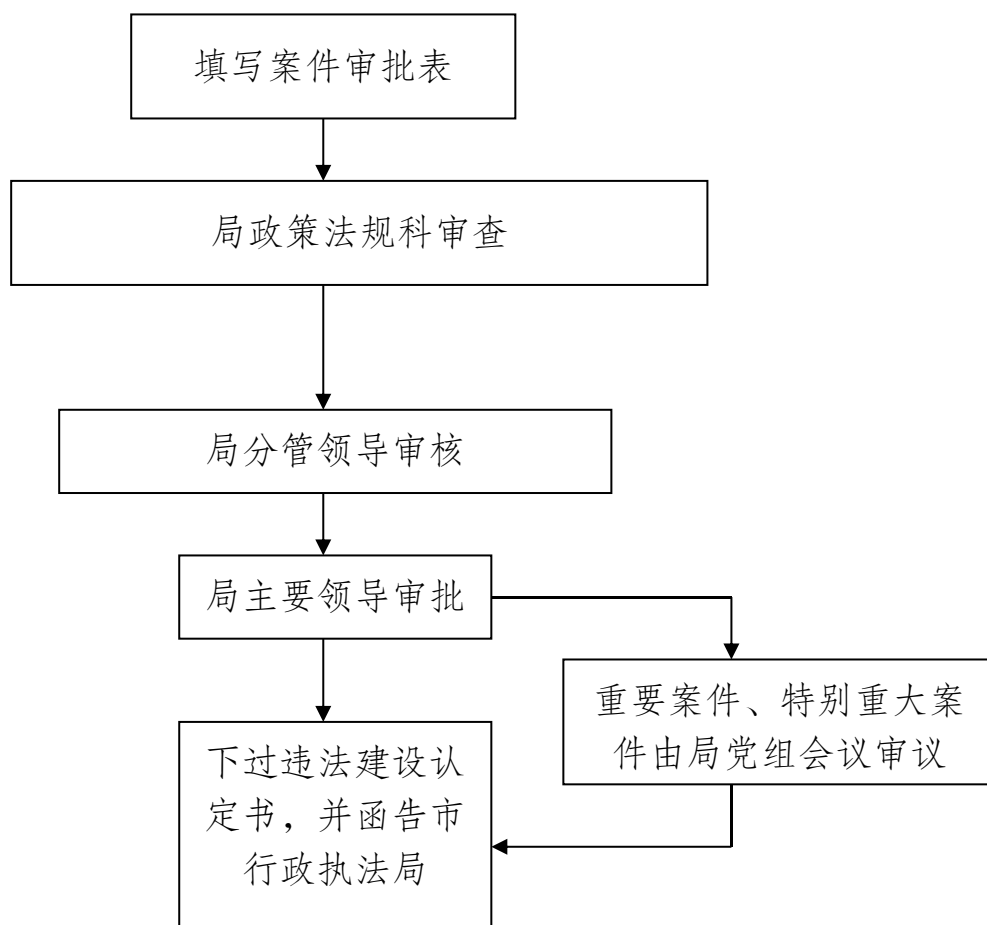 填写案件审批表
局政策法规科审查
局分管领导审核
局主要领导审批
重要案件、特别重大案
件由局党组会议审议
下过违法建设认
定书，并函告市
行政执法局